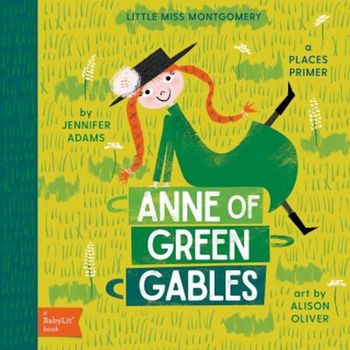 LITTLE MISS MONTGOMERY
a
PLACES
PRIMER
by
JENNIFER
ADAMS
ANNE OF
GREEN
GABLES
a
BabyLit®
book
art by
ALISON
OLIVER